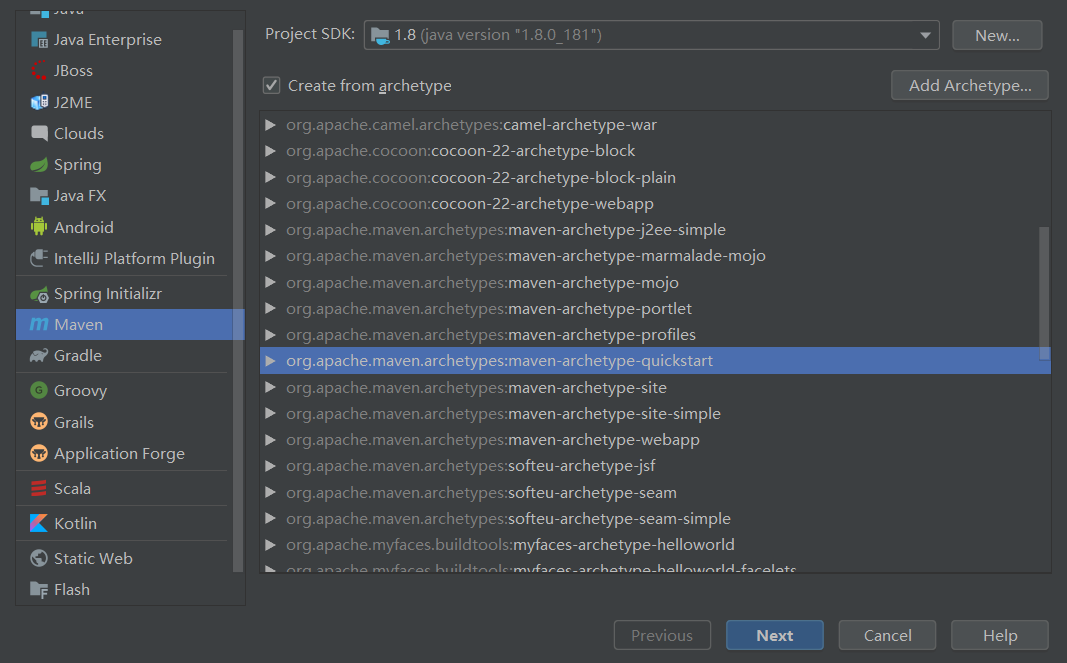 Java
Java Enterprise
JBoss
J2ME
Clouds
Spring
Java FX
Android
IntelliJ Platform Plugin
Spring Initializr
Maven
Gradle
Groovy
Grails
Application Forge
Scala
Kotlin
Static Web
Flash
Project SDK: 1.8 (java version "1.8.0_181") New...
Create from archetype Add Archetype...
org.apache.camel.archetypes:camel-archetype-war
org.apache.cocoon:cocoon-22-archetype-block
org.apache.cocoon:cocoon-22-archetype-block-plain
org.apache.cocoon:cocoon-22-archetype-webapp
org.apache.maven.archetypes:maven-archetype-j2ee-simple
org.apache.maven.archetypes:maven-archetype-marmalade-mojo
org.apache.maven.archetypes:maven-archetype-mojo
org.apache.maven.archetypes:maven-archetype-portlet
org.apache.maven.archetypes:maven-archetype-profiles
org.apache.maven.archetypes:maven-archetype-quickstart
org.apache.maven.archetypes:maven-archetype-site
org.apache.maven.archetypes:maven-archetype-site-simple
org.apache.maven.archetypes:maven-archetype-webapp
org.apache.maven.archetypes:softeu-archetype-jsf
org.apache.maven.archetypes:softeu-archetype-seam
org.apache.maven.archetypes:softeu-archetype-seam-simple
org.apache.myfaces.buildtools:myfaces-archetype-helloworld
org.apache.myfaces.buildtools:myfaces-archetype-helloworld-facelets
Previous Next Cancel Help